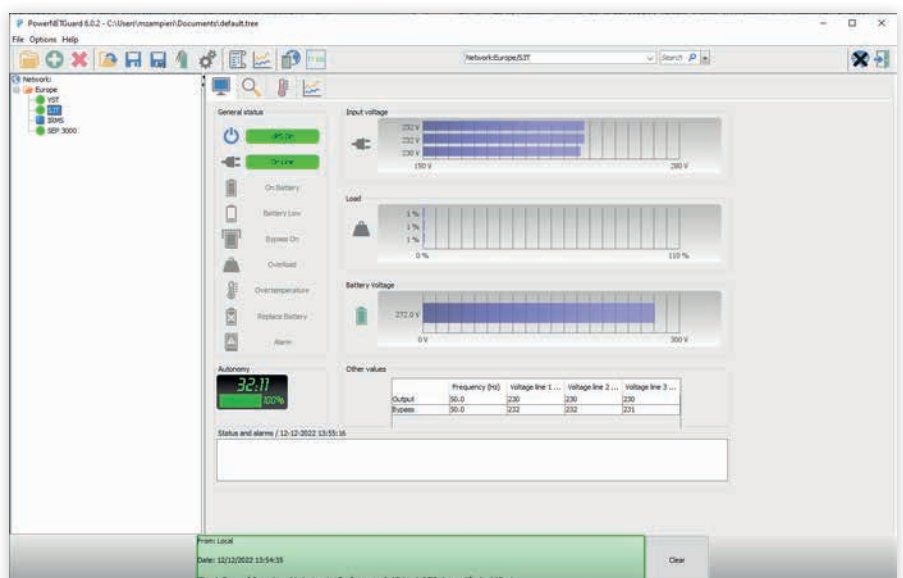 PowerNETGuard 6.0.2 - C:\Users\mzampieri\Documents\default.tree
File Options Help
Network:Europe/SJT
Search
Network:
Europe
YST
SJT
IRMS
SEP 3000
General status
UPS On
On Line
On Battery
Battery Low
Bypass On
Overload
Overtemperature
Replace Battery
Alarm
Input voltage
232 V
232 V
230 V
150 V 280 V
Load
1 %
1 %
1 %
0 % 110 %
Battery Voltage
272.0 V
0 V 300 V
Autonomy
32:11
100%
Other values
Frequency (Hz) Voltage line 1 ... Voltage line 2 ... Voltage line 3 ...
Output 50.0 230 230 230
Bypass 50.0 232 232 231
Status and alarms / 12-12-2022 13:55:16
From: Local
Date: 12/12/2022 13:54:35
Clear